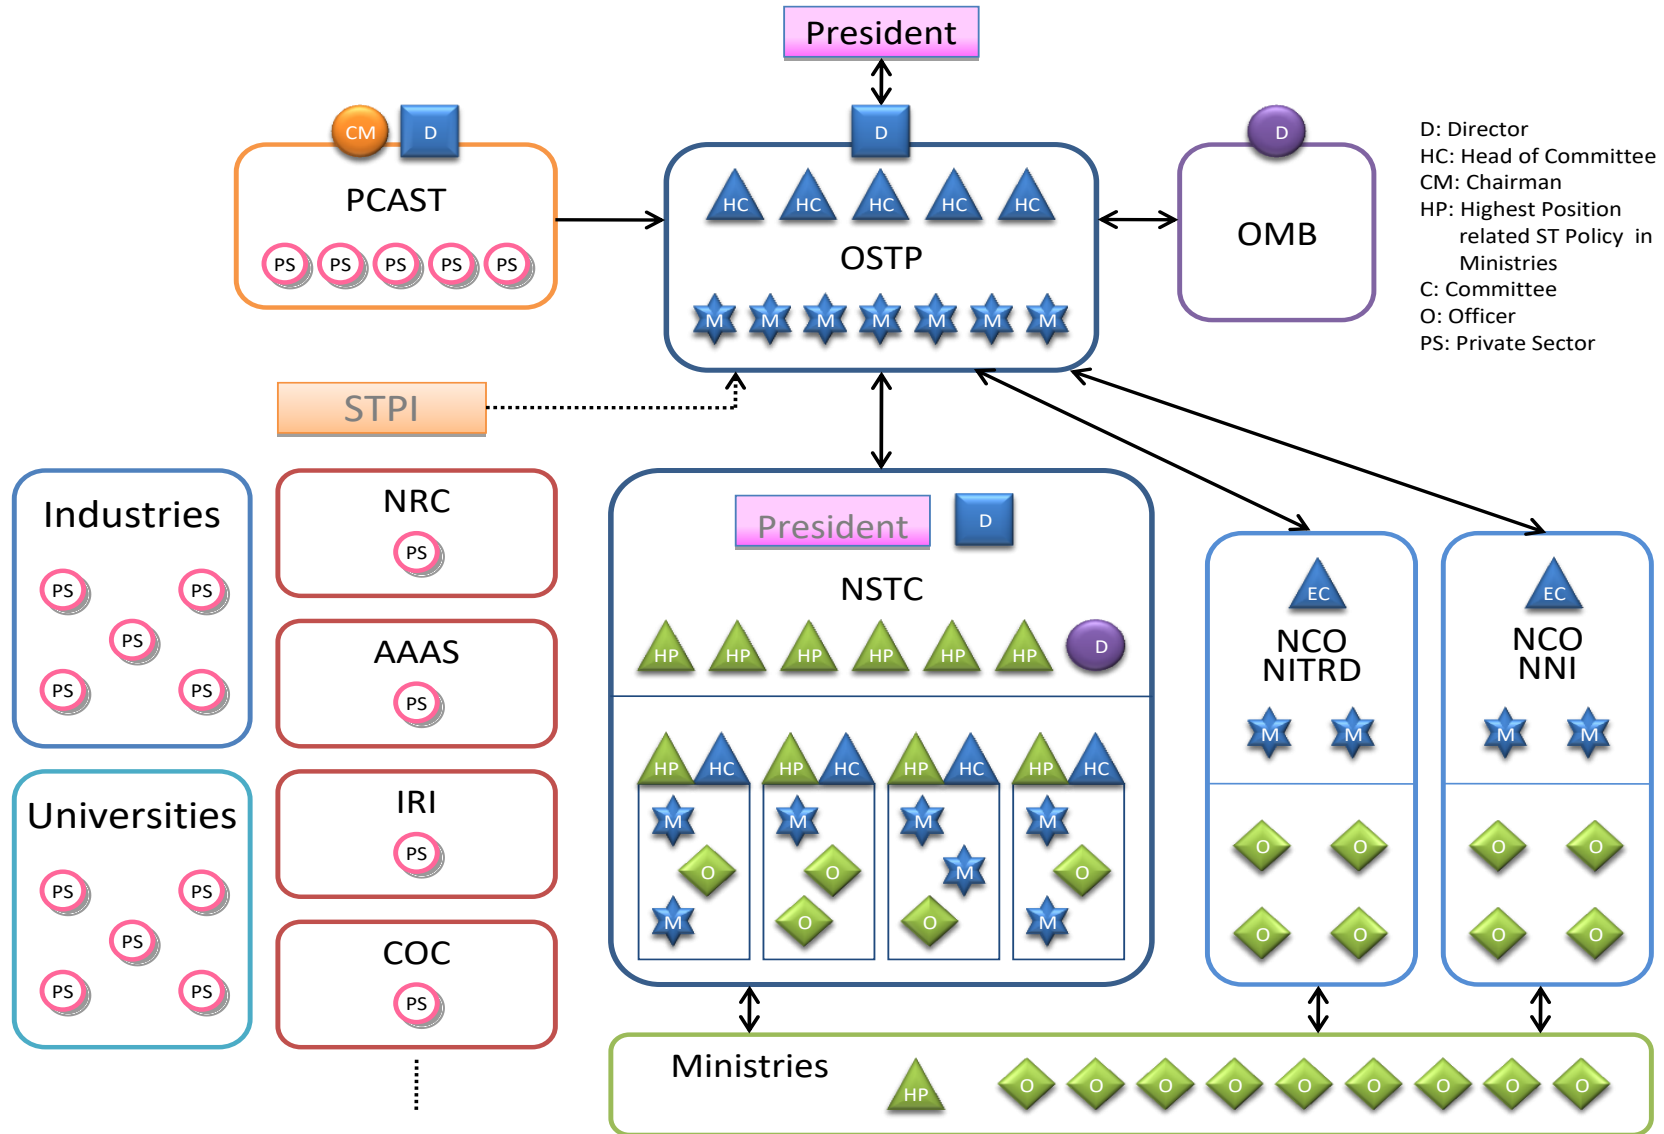 President
CM D
D
D
PCAST
PS PS PS PS PS
HC HC HC HC HC
OSTP
M M M M M M M
OMB
D: Director
HC: Head of Committee
CM: Chairman
HP: Highest Position
related ST Policy in
Ministries
C: Committee
O: Officer
PS: Private Sector
STPI
Industries
PS PS
PS
PS PS
Universities
PS PS
PS
PS PS
NRC
PS
AAAS
PS
IRI
PS
COC
PS
President D
NSTC
HP HP HP HP HP HP D
HP HC HP HC HP HC HP HC
M M M M
O O M O
M O O M
EC
NCO
NITRD
M M
O O
O O
EC
NCO
NNI
M M
O O
O O
Ministries HP O O O O O O O O O